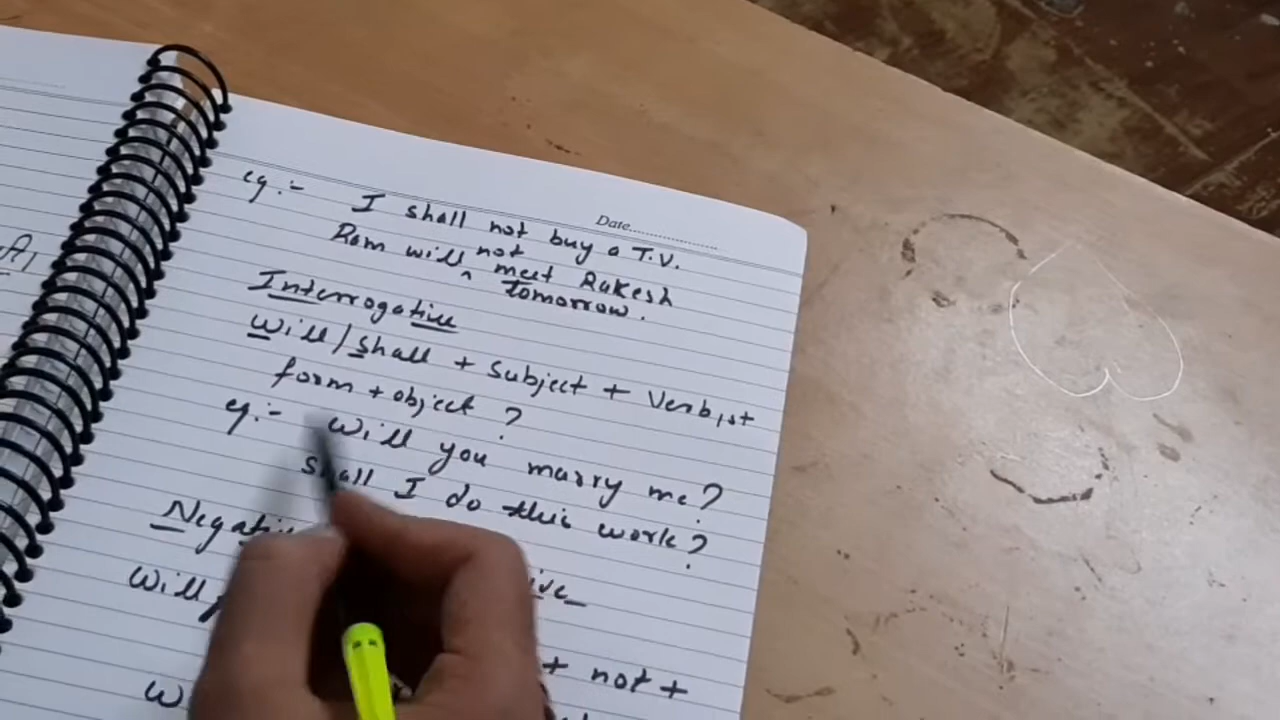 Date
eg :- I shall not buy a T.V.
Ram will not meet Rakesh
tomorrow.
Interrogative
Will/Shall + Subject + Verb 1st
form + object ?
eg :- Will you marry me?
shall I do this work?
Negati
Will
+ not +